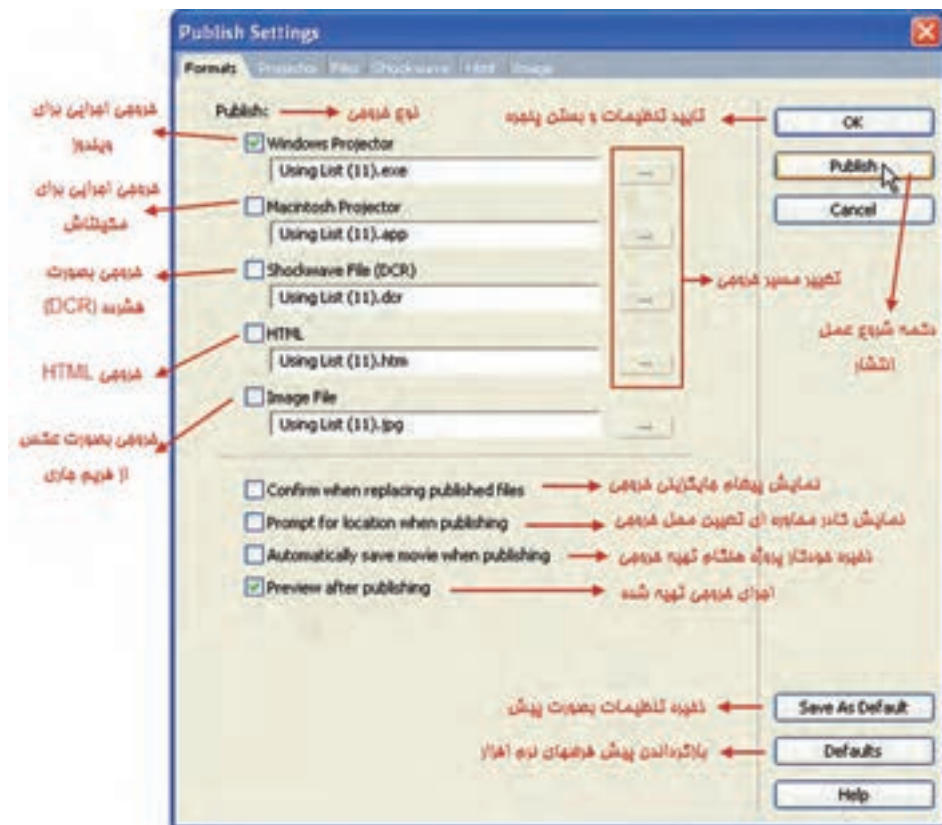 Publish Settings
Formats Projector Files Shockwave Html Image
Publish:
نوع خروجی
تایید تنظیمات و بستن پنجره
OK
خروجی اجرایی برای
ویندوز
Windows Projector
Using List (11).exe
...
Publish
خروجی اجرایی برای
مکینتاش
Macintosh Projector
Using List (11).app
...
Cancel
خروجی بصورت
فشرده (DCR)
Shockwave File (DCR)
Using List (11).dcr
...
تغییر مسیر خروجی
دکمه شروع عمل
انتشار
خروجی HTML
HTML
Using List (11).htm
...
خروجی بصورت عکس
از فریم جاری
Image File
Using List (11).jpg
...
Confirm when replacing published files
نمایش پیغام جایگزینی خروجی
Prompt for location when publishing
نمایش کادر محاوره ای تعیین محل خروجی
Automatically save movie when publishing
ذخیره خودکار پروژه هنگام تهیه خروجی
Preview after publishing
اجرای خروجی تهیه شده
ذخیره تنظیمات بصورت پیش
Save As Default
بازگرداندن پیش فرضهای نرم افزار
Defaults
Help